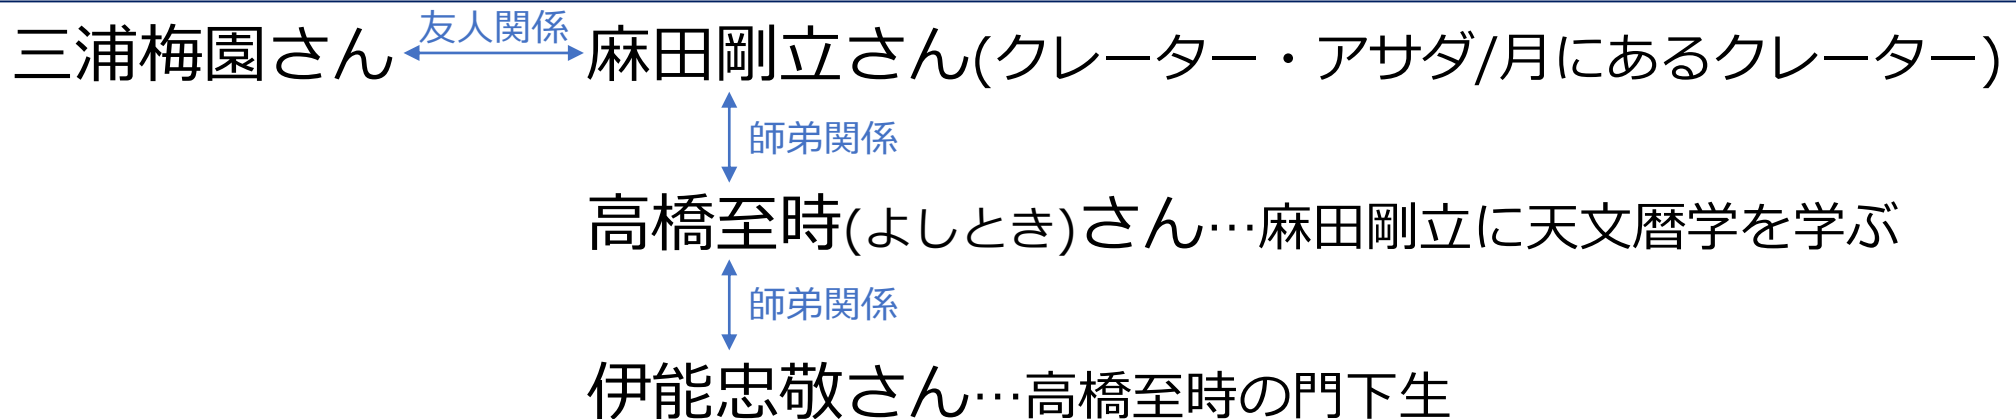 三浦梅園さん 友人関係 麻田剛立さん(クレーター・アサダ/月にあるクレーター)
師弟関係
高橋至時(よしとき)さん…麻田剛立に天文暦学を学ぶ
師弟関係
伊能忠敬さん…高橋至時の門下生